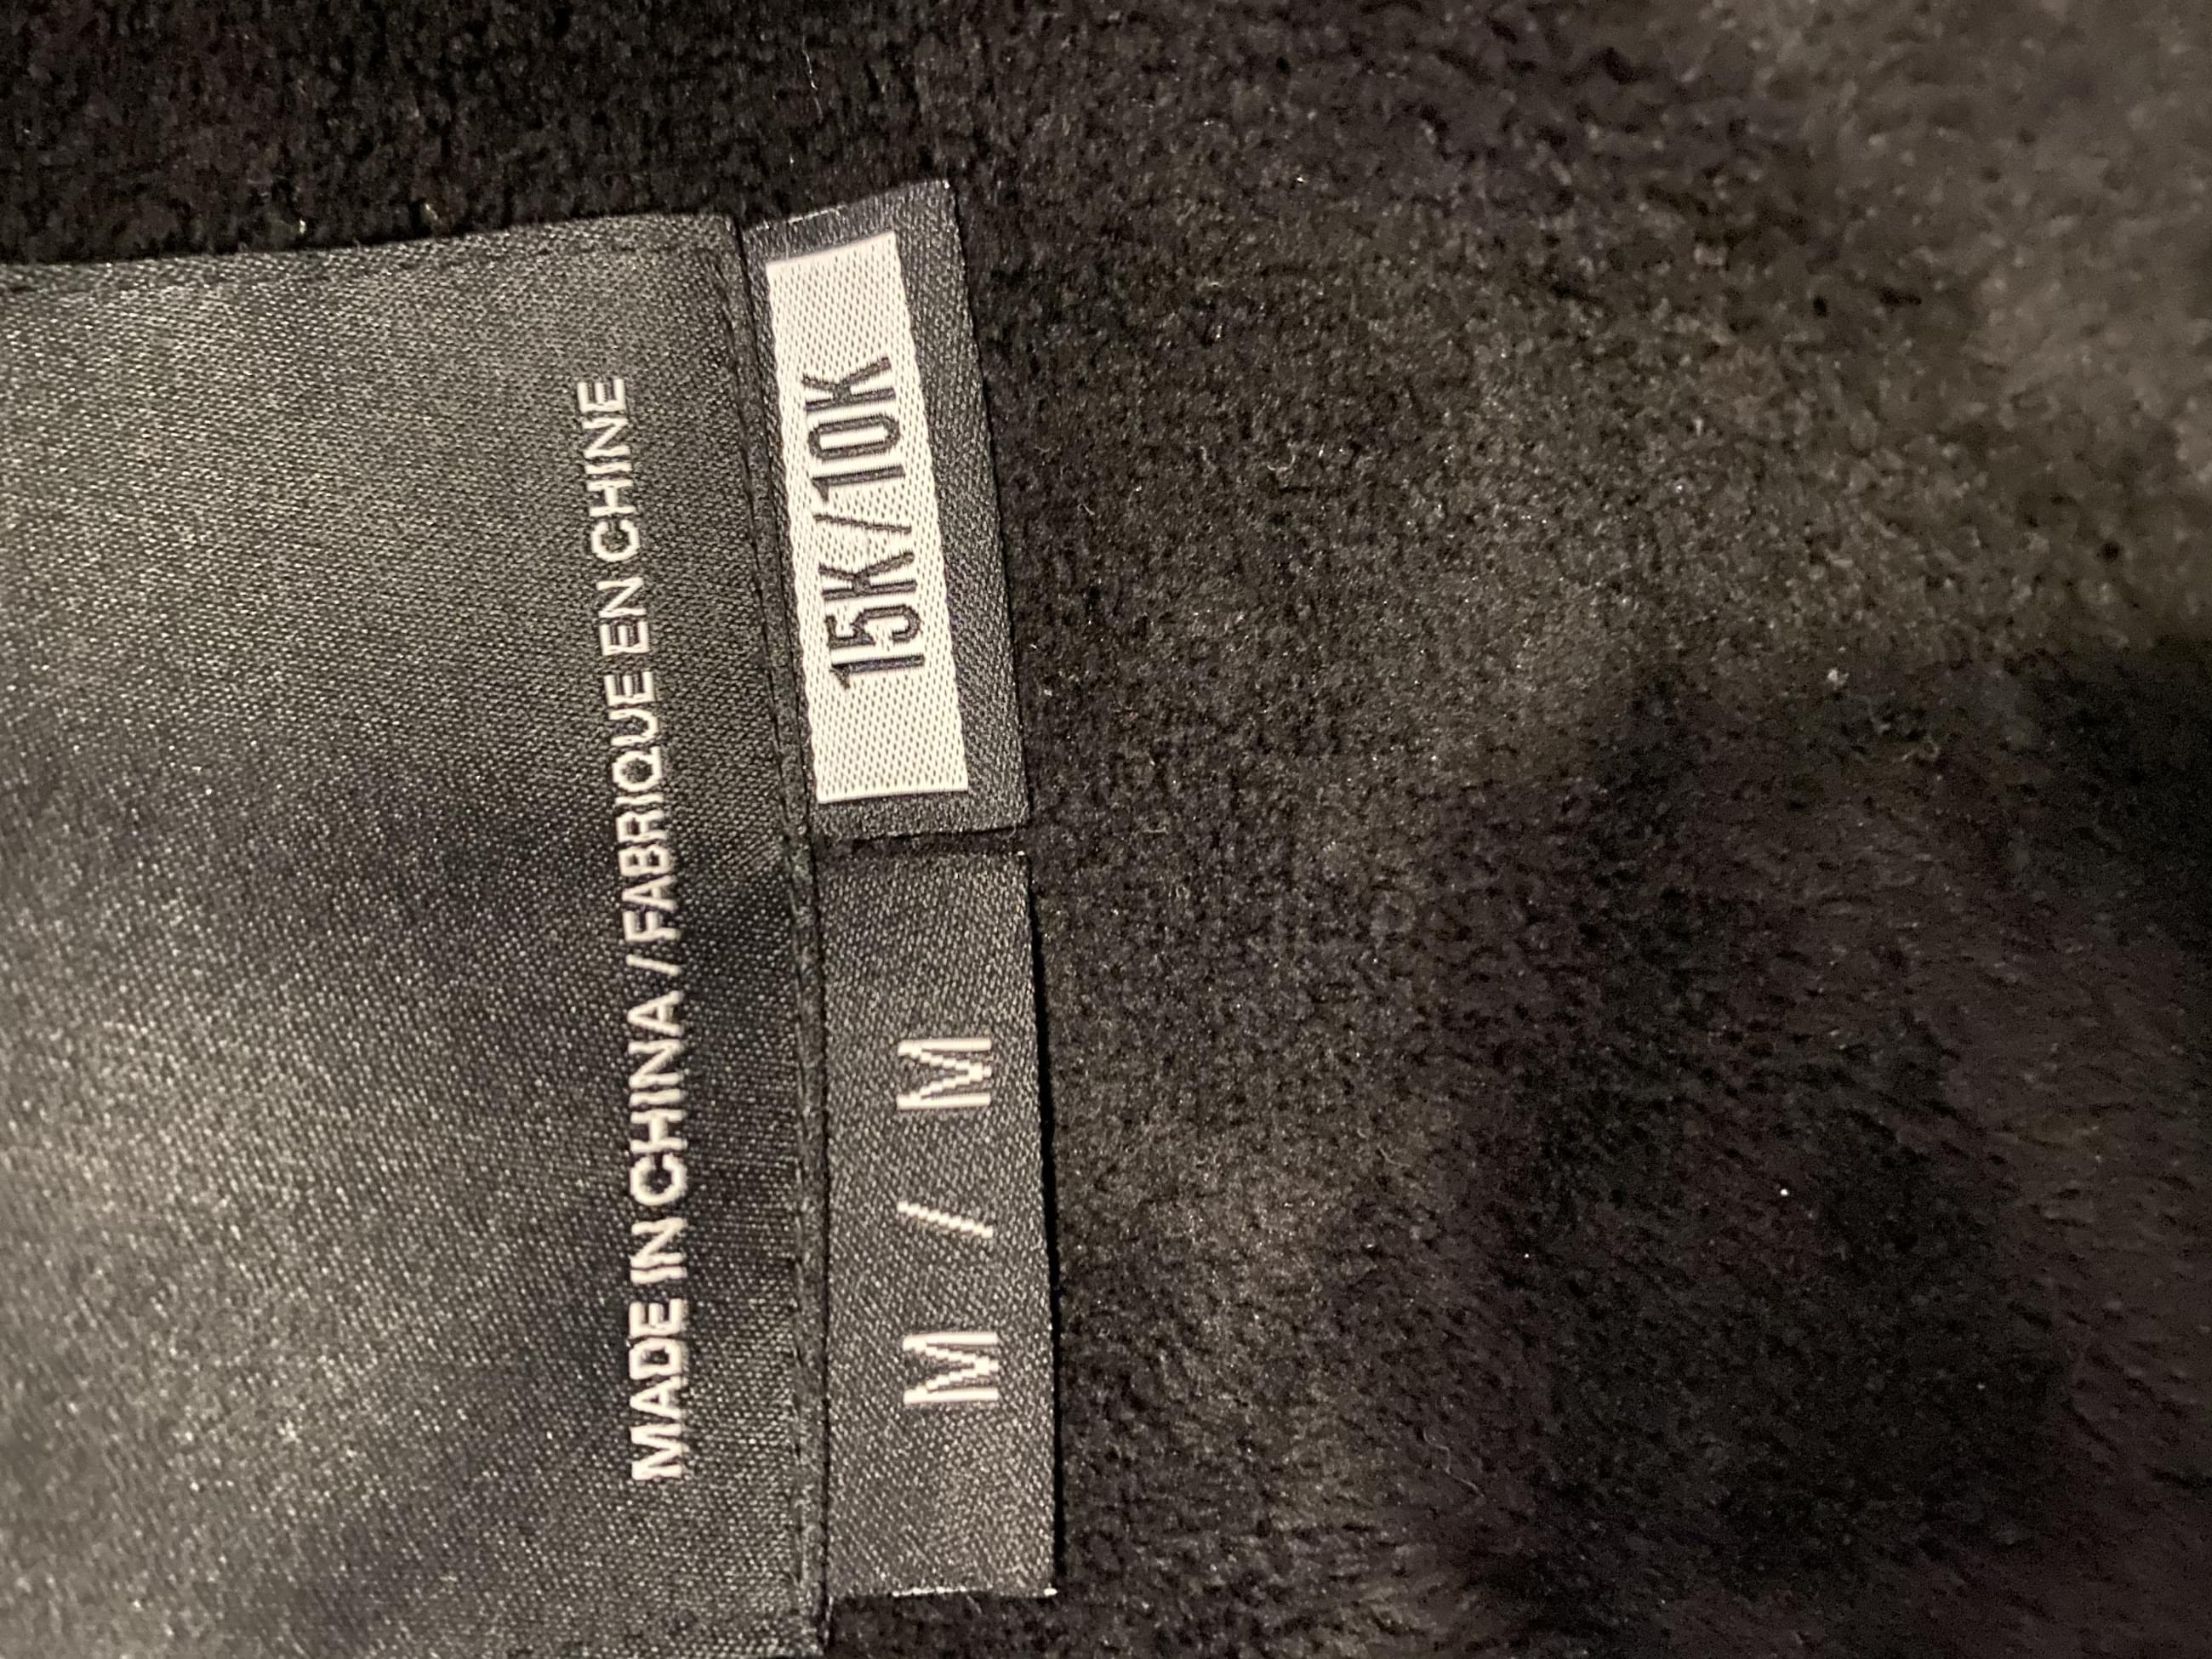 MADE IN CHINA / FABRIQUE EN CHINE
M / M
15K/10K